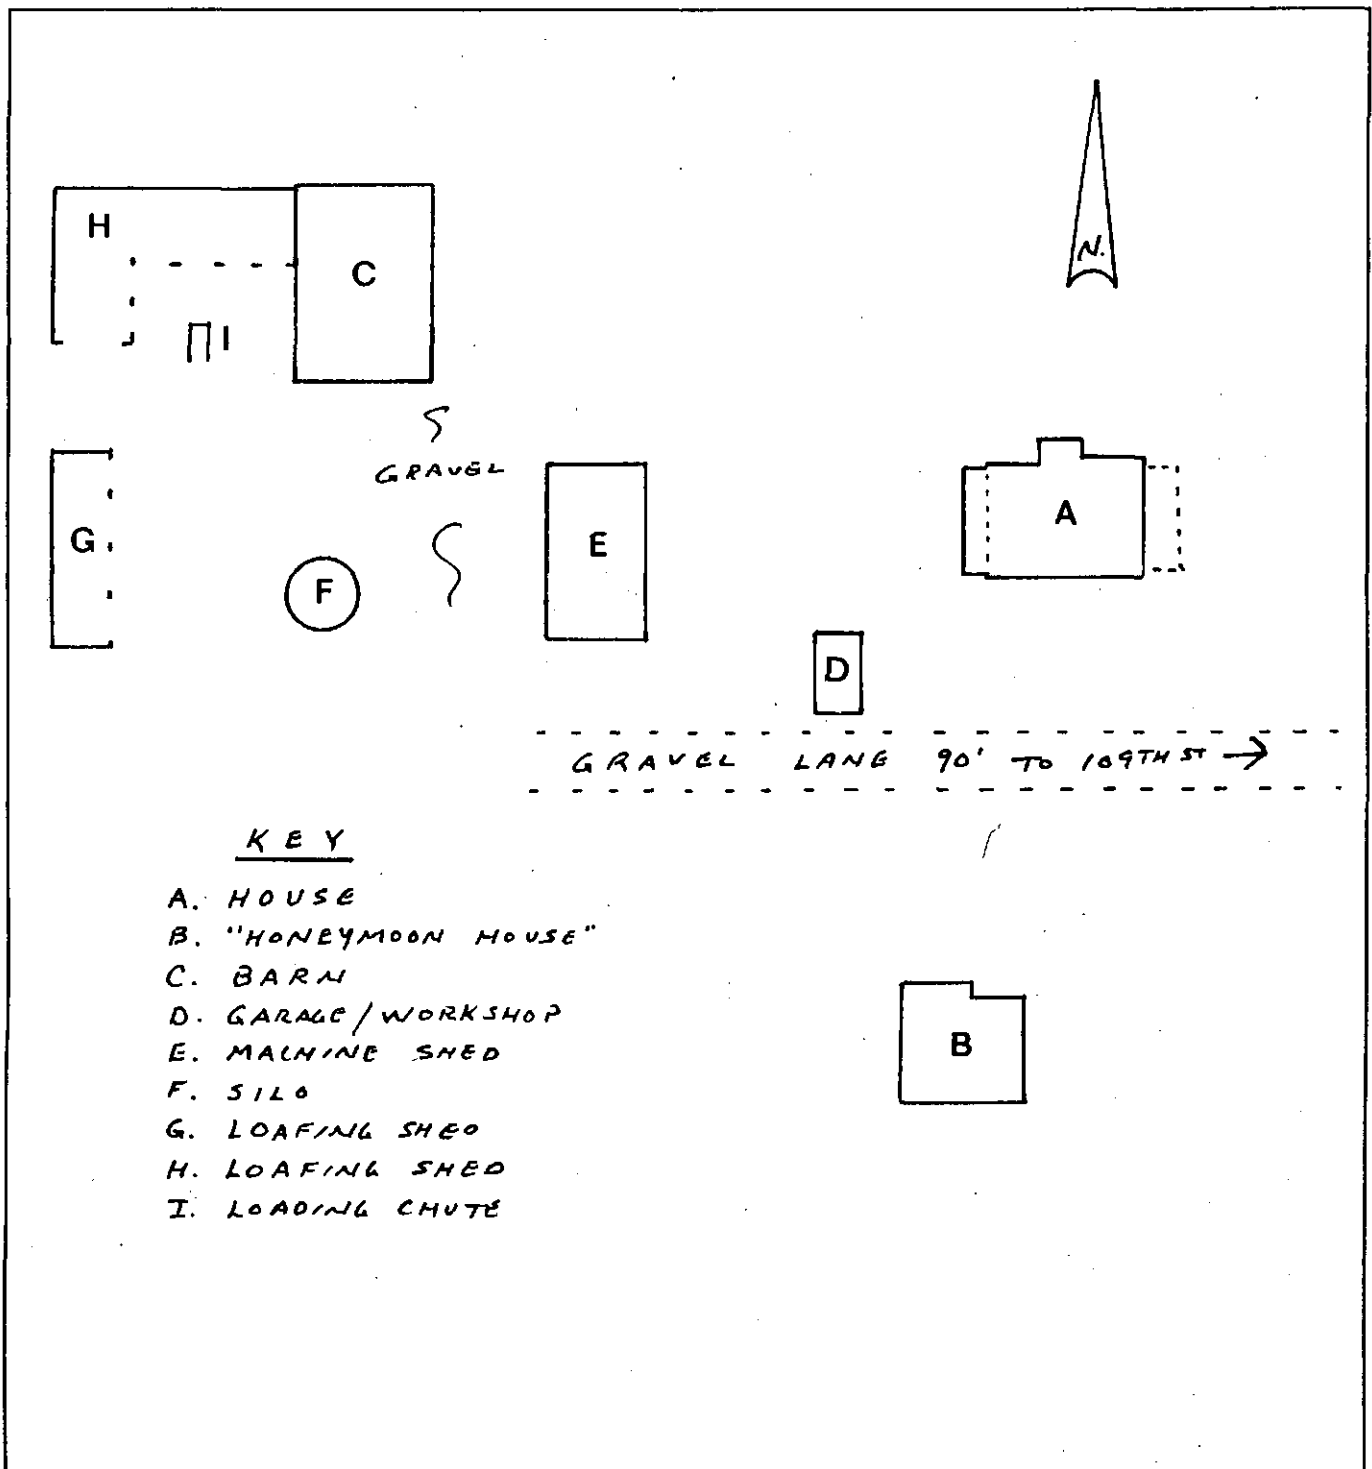 H
C
N.
I
GRAVEL
G
E
A
F
D
GRAVEL LANE 90' TO 109TH ST →
KEY
A. HOUSE
B. "HONEYMOON HOUSE"
C. BARN
D. GARAGE/WORKSHOP
E. MACHINE SHED
F. SILO
G. LOAFING SHED
H. LOAFING SHED
I. LOADING CHUTE
B